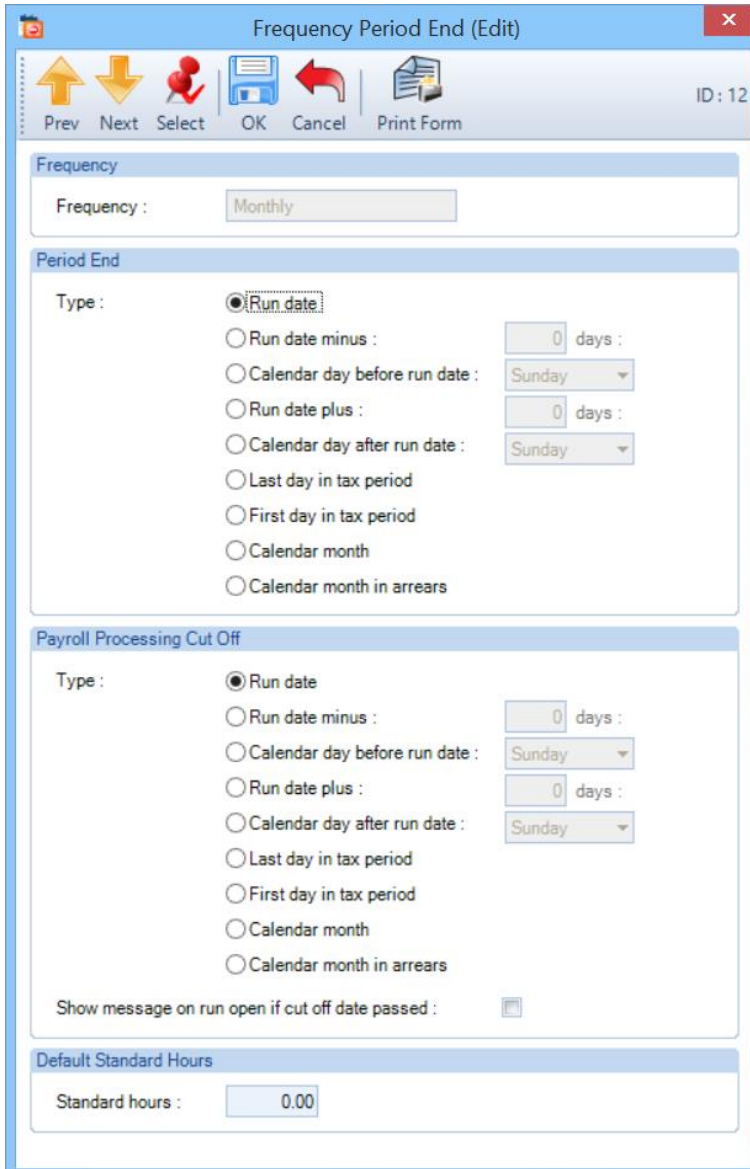 Frequency Period End (Edit)
x
Prev Next Select OK Cancel Print Form ID : 12
Frequency
Frequency : Monthly
Period End
Type : Run date
Run date minus : 0 days :
Calendar day before run date : Sunday
Run date plus : 0 days :
Calendar day after run date : Sunday
Last day in tax period
First day in tax period
Calendar month
Calendar month in arrears
Payroll Processing Cut Off
Type : Run date
Run date minus : 0 days :
Calendar day before run date : Sunday
Run date plus : 0 days :
Calendar day after run date : Sunday
Last day in tax period
First day in tax period
Calendar month
Calendar month in arrears
Show message on run open if cut off date passed :
Default Standard Hours
Standard hours : 0.00